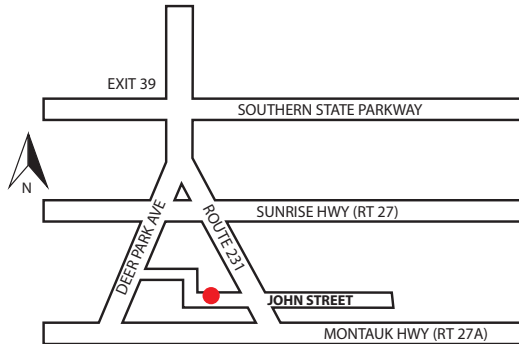 EXIT 39
SOUTHERN STATE PARKWAY
N
DEER PARK AVE
ROUTE 231
SUNRISE HWY (RT 27)
JOHN STREET
MONTAUK HWY (RT 27A)